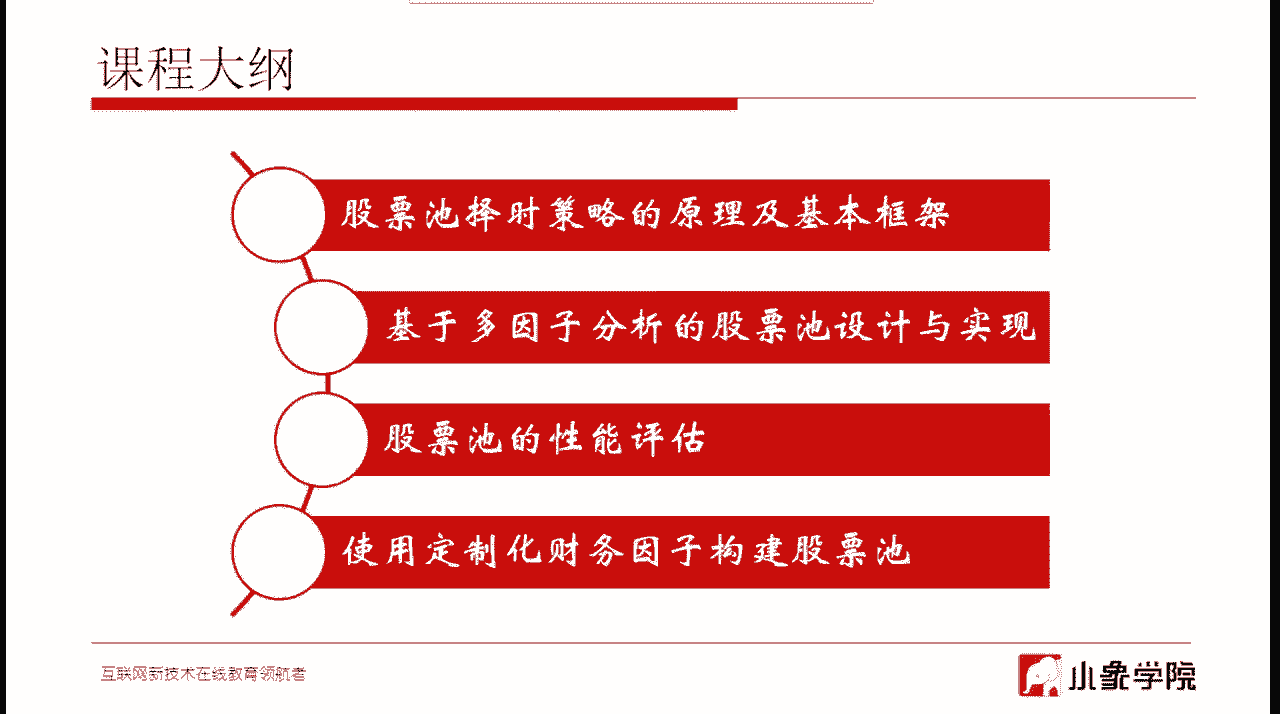 课程大纲
股票池择时策略的原理及基本框架
基于多因子分析的股票池设计与实现
股票池的性能评估
使用定制化财务因子构建股票池
互联网新技术在线教育领航者
小象学院